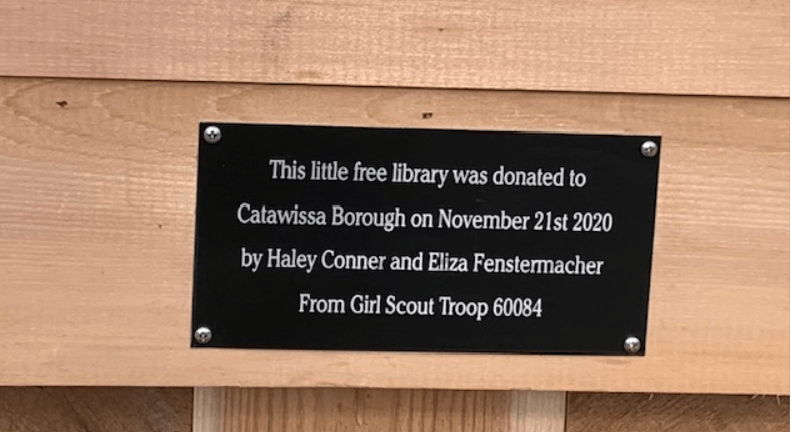 This little free library was donated to
Catawissa Borough on November 21st 2020
by Haley Conner and Eliza Fenstermacher
From Girl Scout Troop 60084